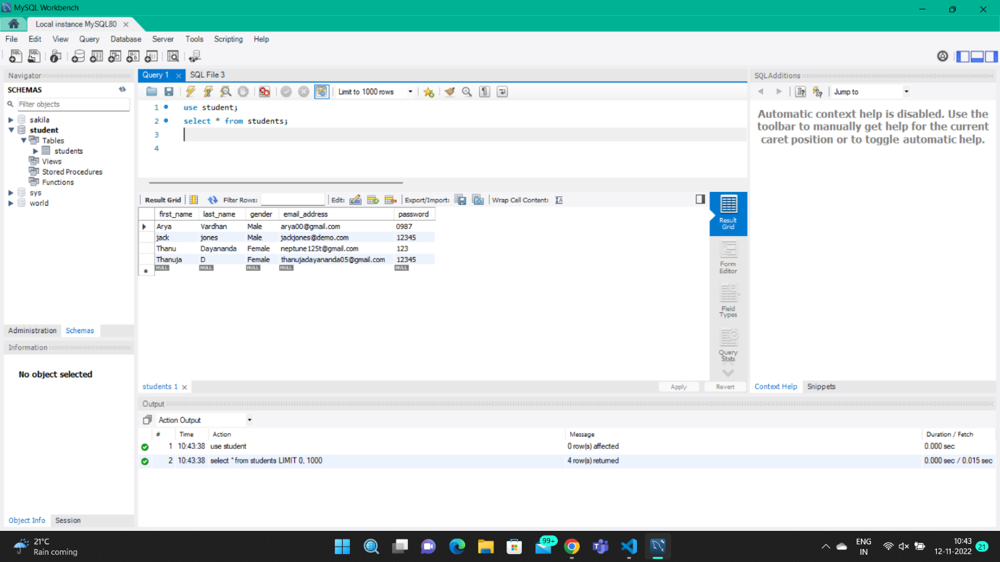 MySQL Workbench
Local instance MySQL80
File Edit View Query Database Server Tools Scripting Help
Navigator
SCHEMAS
Filter objects
sakila
student
Tables
students
Views
Stored Procedures
Functions
sys
world
Administration Schemas
Information
No object selected
Object Info Session
Query 1 SQL File 3
Limit to 1000 rows
1 use student;
2 select * from students;
3
4
Result Grid Filter Rows: Edit: Export/Import: Wrap Cell Content:
first_name last_name gender email_address password
Arya Vardhan Male arya00@gmail.com 0987
jack jones Male jackjones@demo.com 12345
Thanu Dayananda Female neptune125t@gmail.com 123
Thanuja D Female thanujadayananda05@gmail.com 12345
NULL NULL NULL NULL NULL
Result
Grid
Form
Editor
Field
Types
Query
Stats
students 1 Apply Revert
SQLAdditions
Jump to
Automatic context help is disabled. Use the
toolbar to manually get help for the current
caret position or to toggle automatic help.
Context Help Snippets
Output
Action Output
# Time Action Message Duration / Fetch
1 10:43:38 use student 0 row(s) affected 0.000 sec
2 10:43:38 select * from students LIMIT 0, 1000 4 row(s) returned 0.000 sec / 0.015 sec
21°C
Rain coming
99+
ENG
IN
10:43
12-11-2022
21